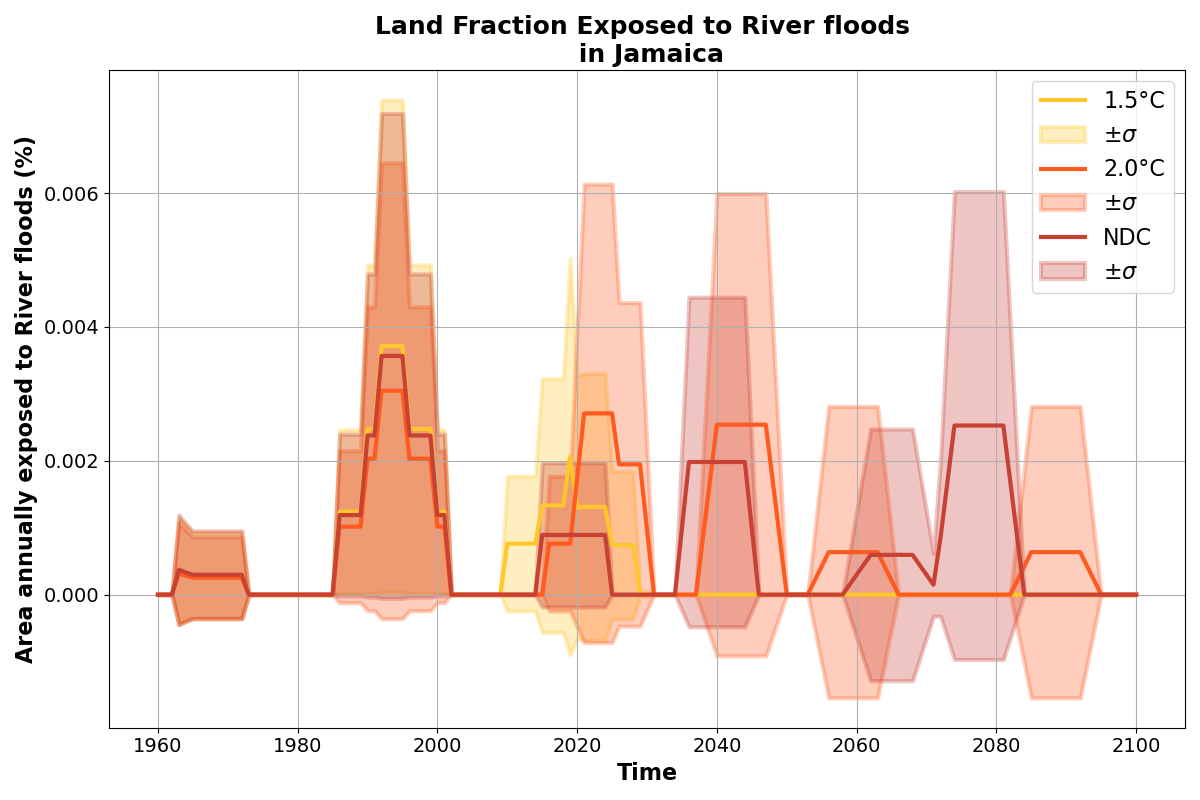 Land Fraction Exposed to River floods
in Jamaica
Area annually exposed to River floods (%)
0.006
0.004
0.002
0.000
1.5°C
±σ
2.0°C
±σ
NDC
±σ
1960 1980 2000 2020 2040 2060 2080 2100
Time